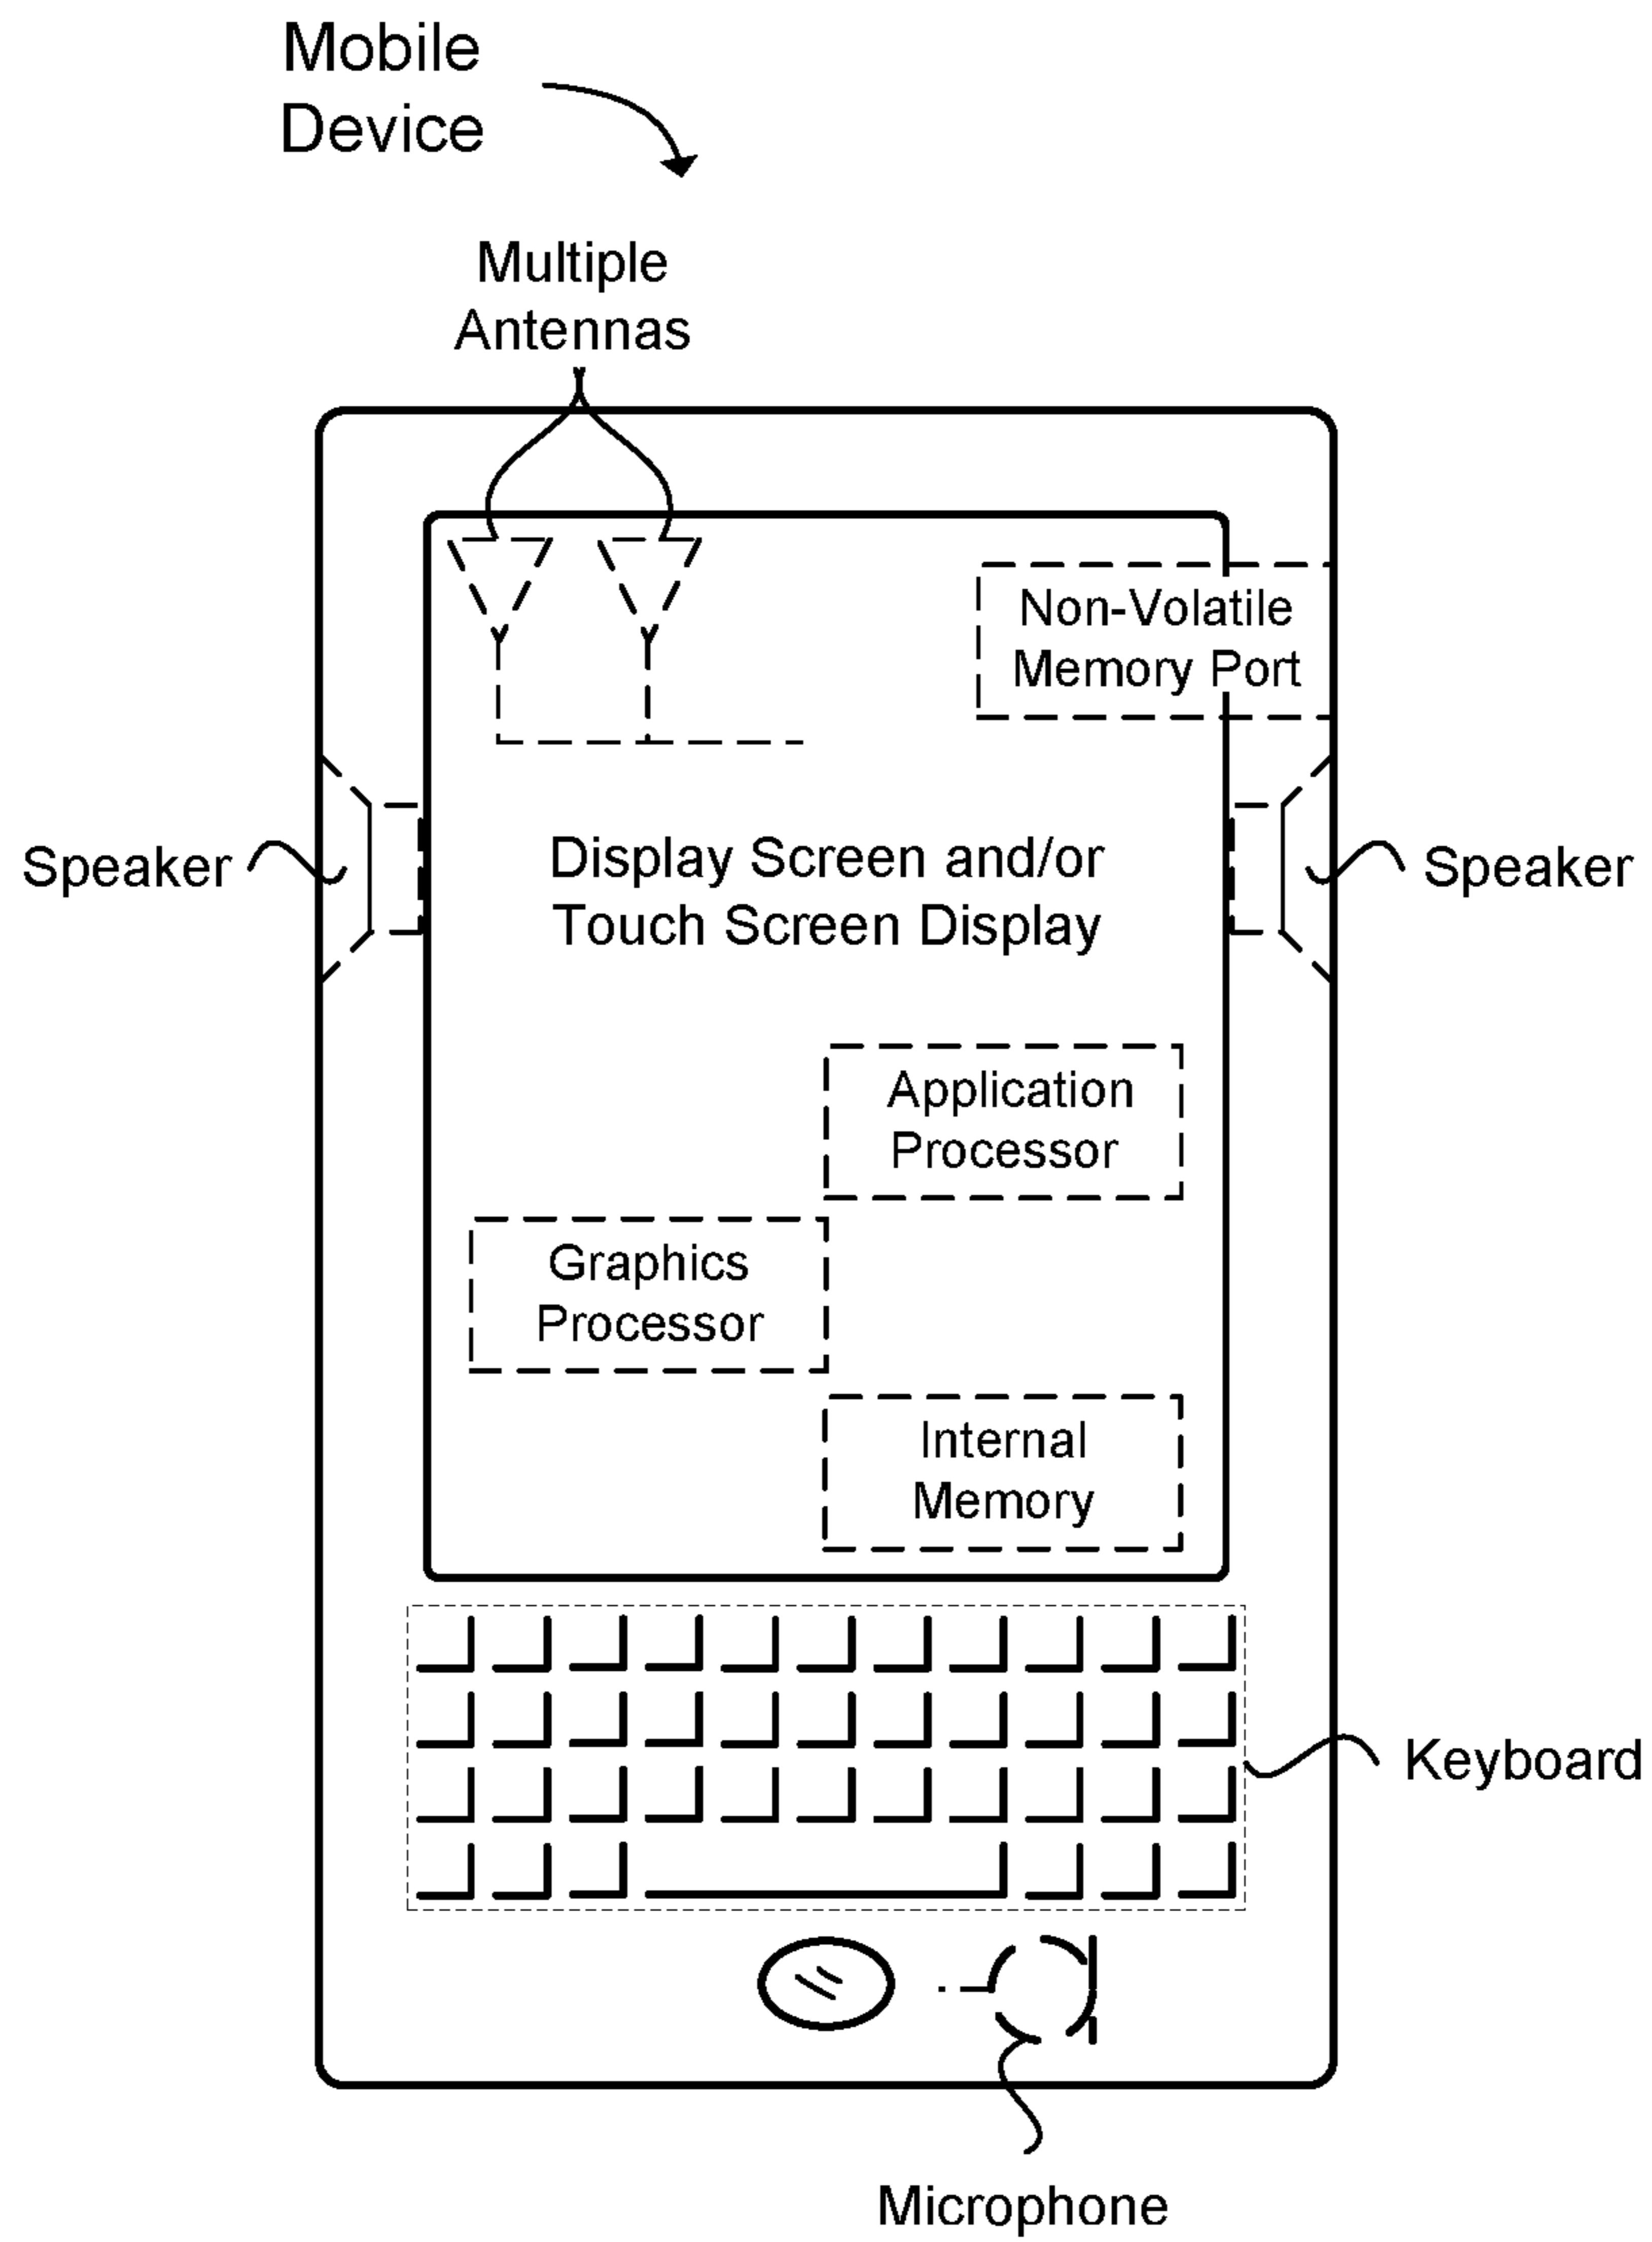 Mobile
Device
Multiple
Antennas
Non-Volatile
Memory Port
Speaker
Display Screen and/or
Touch Screen Display
Speaker
Application
Processor
Graphics
Processor
Internal
Memory
Keyboard
Microphone